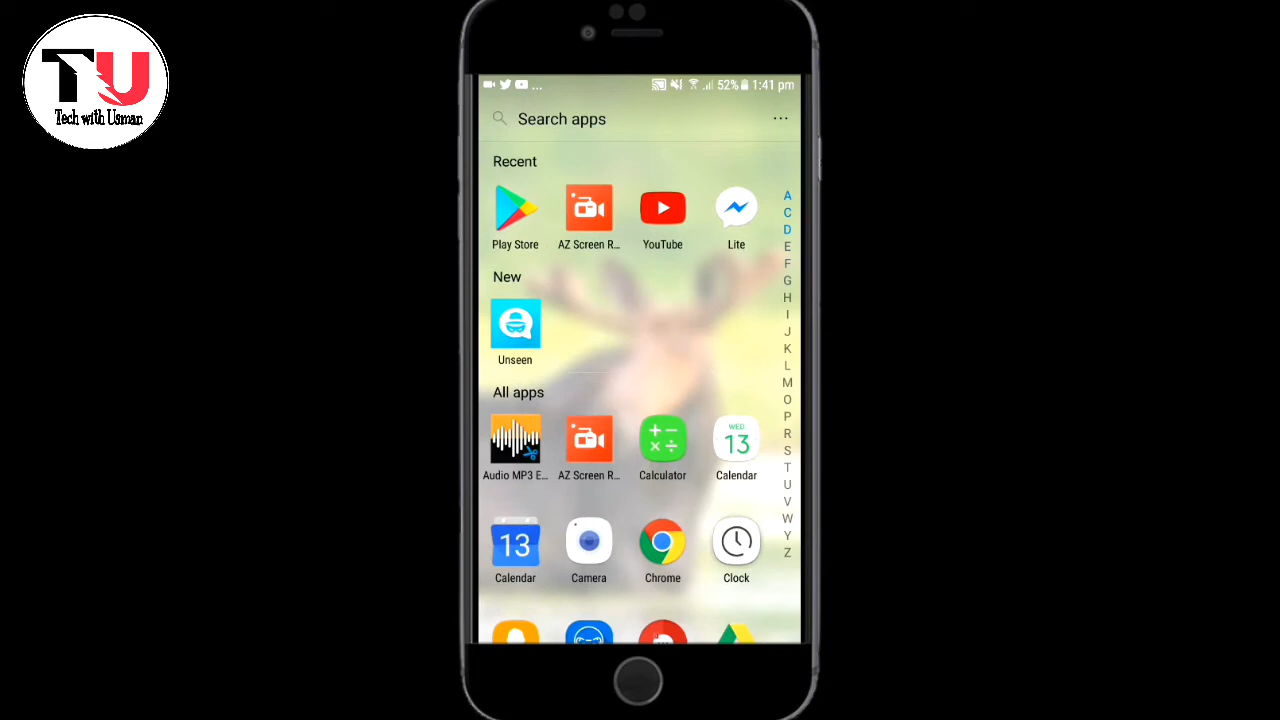 TU
Tech with Usman
... 52% 1:41 pm
Search apps
...
Recent
Play Store AZ Screen R... YouTube Lite
New
Unseen
All apps
Audio MP3 E... AZ Screen R... Calculator Calendar
WED
13
13
Calendar Camera Chrome Clock
A
C
D
E
F
G
H
I
J
K
L
M
O
P
R
S
T
U
V
W
Y
Z